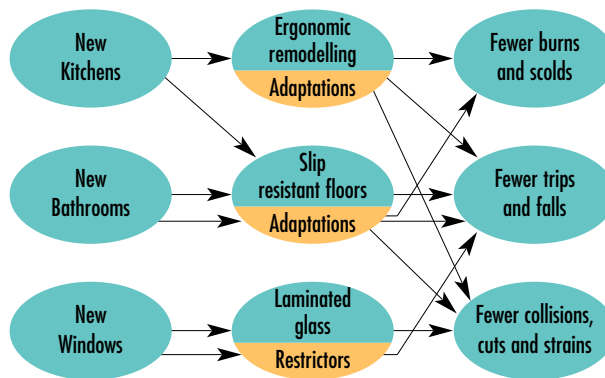 New
Kitchens
Ergonomic
remodelling
Adaptations
Fewer burns
and scolds
New
Bathrooms
Slip
resistant floors
Adaptations
Fewer trips
and falls
New
Windows
Laminated
glass
Restrictors
Fewer collisions,
cuts and strains